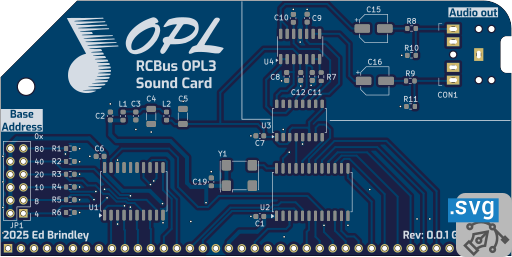 OPL
RCBus OPL3
Sound Card
Audio out
C10
C9
C15
R8
U4
R10
C8
C11
R7
C16
R9
CON1
R11
Base
Address
0x
80
40
20
10
8
4
JP1
R1
R2
R3
R4
R5
R6
C2
L1
C3
C4
L2
C5
C6
U1
U3
C7
Y1
C19
U2
C1
2025 Ed Brindley
Rev: 0.0.1
.svg